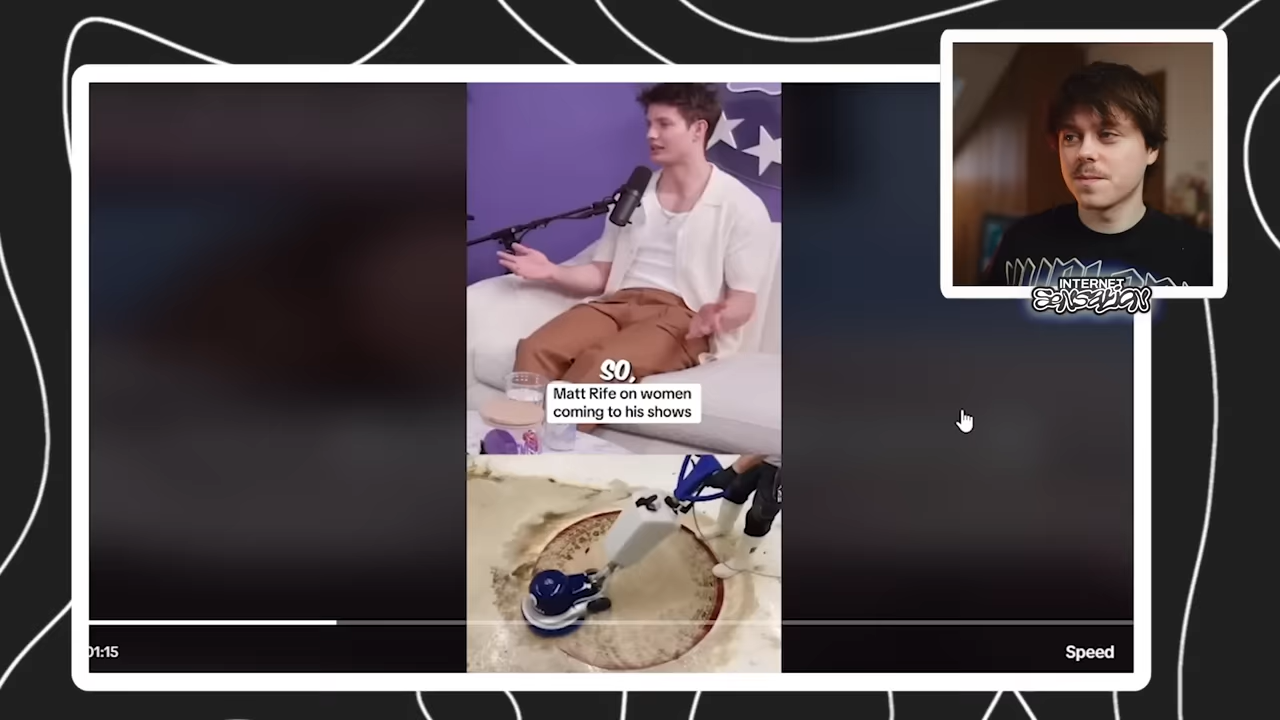 SO,
Matt Rife on women
coming to his shows
INTERNET
SENSATION
01:15
Speed